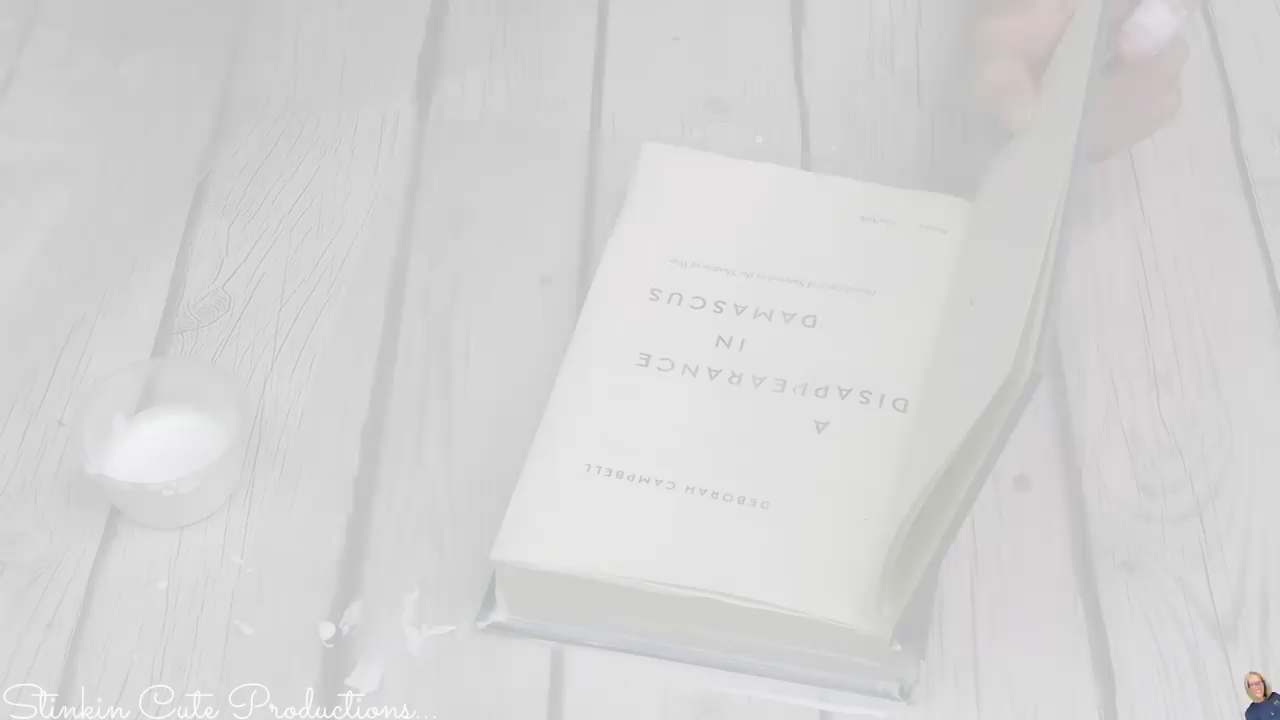 DEBORAH CAMPBELL
A
DISAPPEARANCE
IN
DAMASCUS
Stinkin Cute Productions...